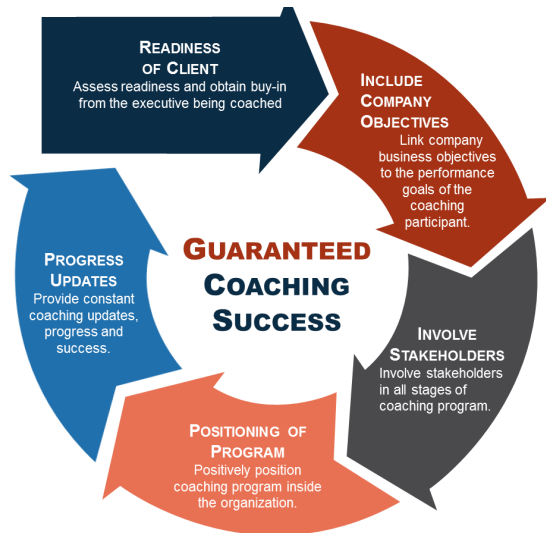 READINESS
OF CLIENT
Assess readiness and obtain buy-in
from the executive being coached
INCLUDE
COMPANY
OBJECTIVES
Link company
business objectives
to the performance
goals of the
coaching
participant.
INVOLVE
STAKEHOLDERS
Involve stakeholders
in all stages of
coaching program.
POSITIONING OF
PROGRAM
Positively position
coaching program inside
the organization.
PROGRESS
UPDATES
Provide constant
coaching updates,
progress and
success.
GUARANTEED
COACHING
SUCCESS